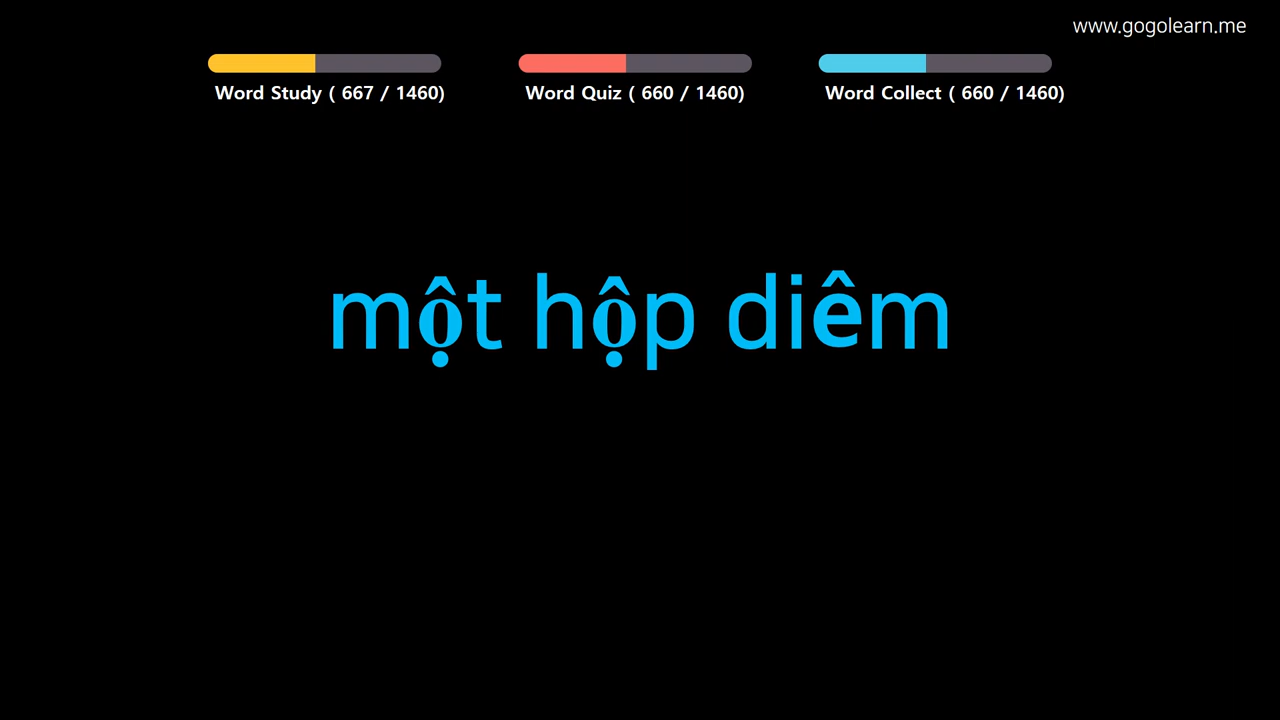 www.gogolearn.me
Word Study ( 667 / 1460)
Word Quiz ( 660 / 1460)
Word Collect ( 660 / 1460)
một hộp diêm